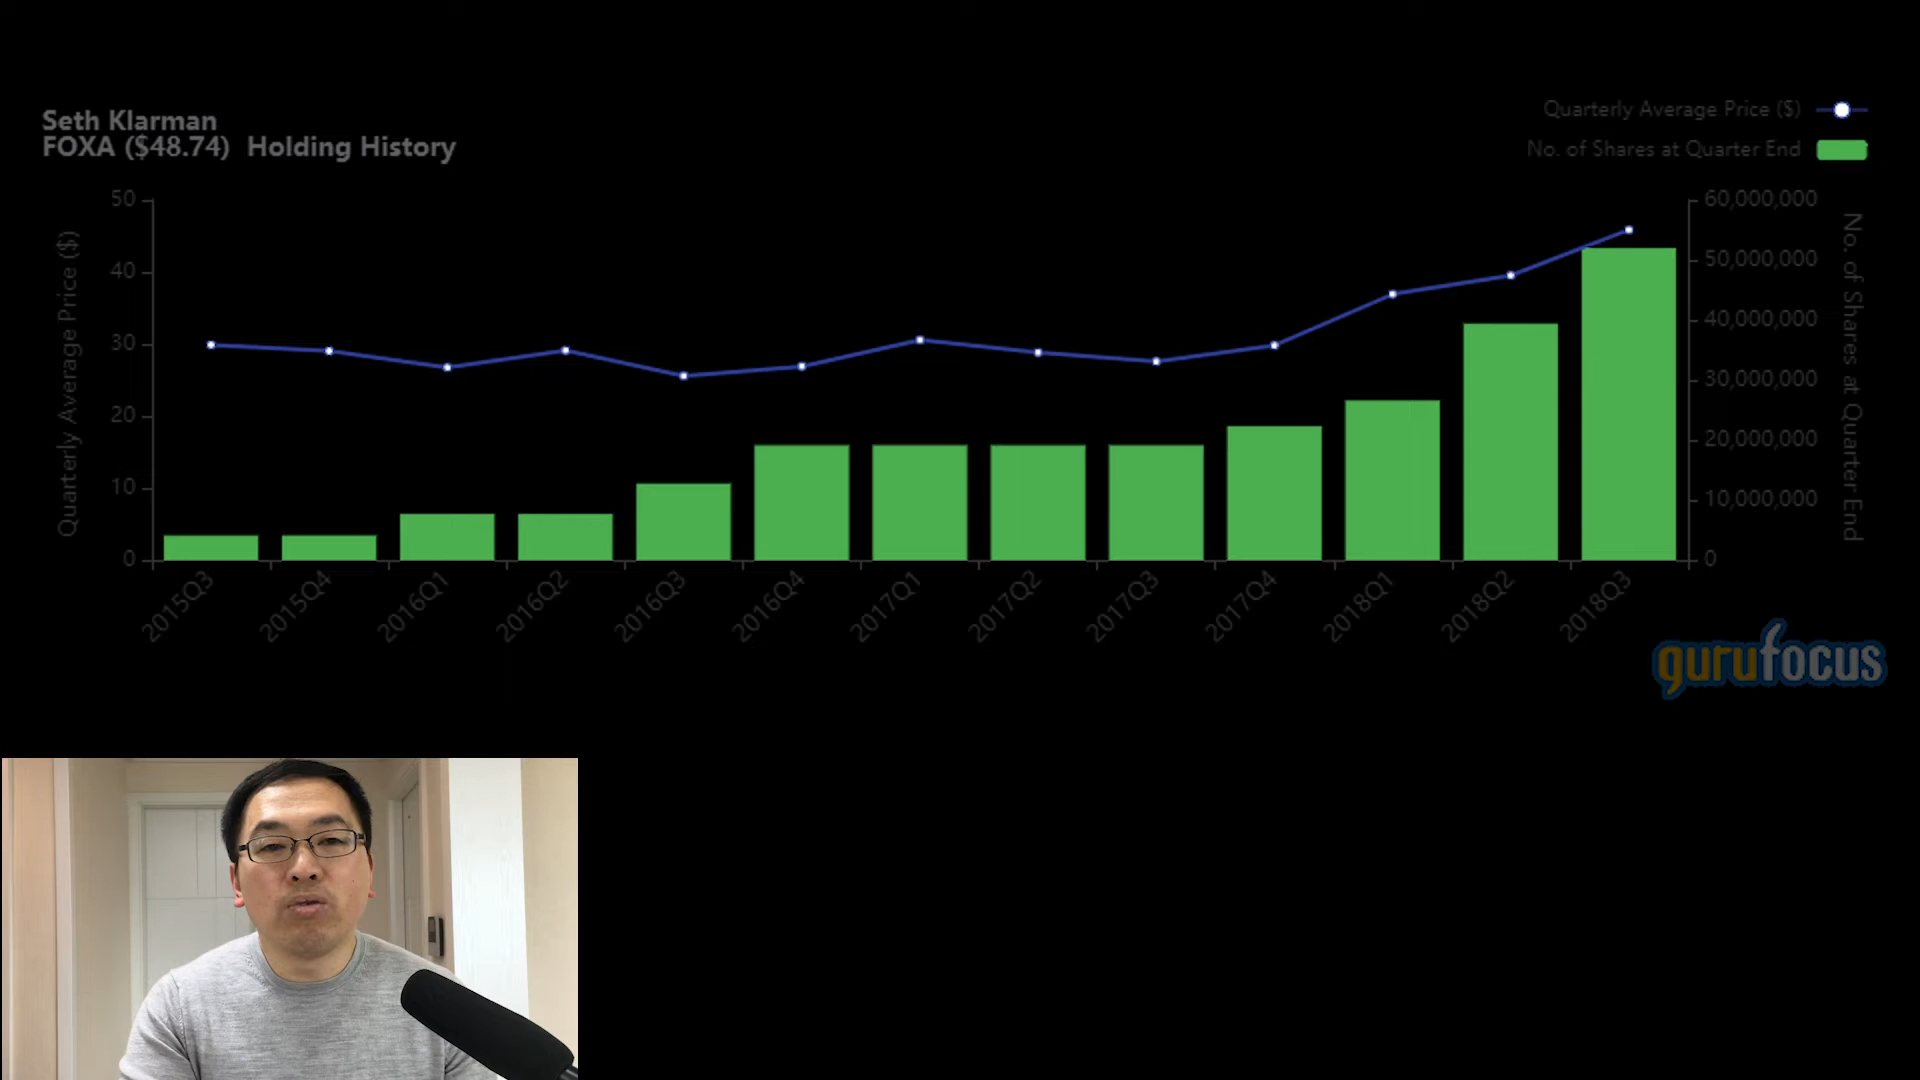 Seth Klarman
FOXA ($48.74) Holding History
Quarterly Average Price ($)
No. of Shares at Quarter End
50
40
30
20
10
0
Quarterly Average Price ($)
60,000,000
50,000,000
40,000,000
30,000,000
20,000,000
10,000,000
0
No. of Shares at Quarter End
2015Q3
2015Q4
2016Q1
2016Q2
2016Q3
2016Q4
2017Q1
2017Q2
2017Q3
2017Q4
2018Q1
2018Q2
2018Q3
gurufocus